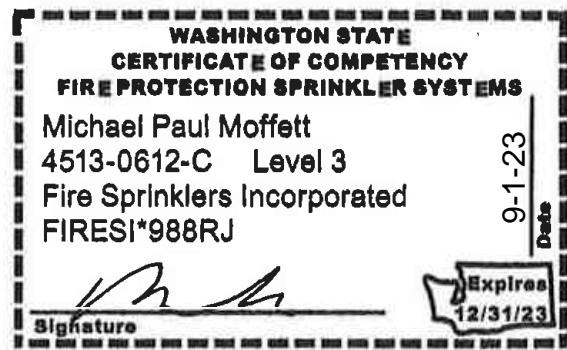 WASHINGTON STATE
CERTIFICATE OF COMPETENCY
FIRE PROTECTION SPRINKLER SYSTEMS
Michael Paul Moffett
4513-0612-C Level 3
Fire Sprinklers Incorporated
FIRESI*988RJ
9-1-23
Date
Signature
Expires
12/31/23